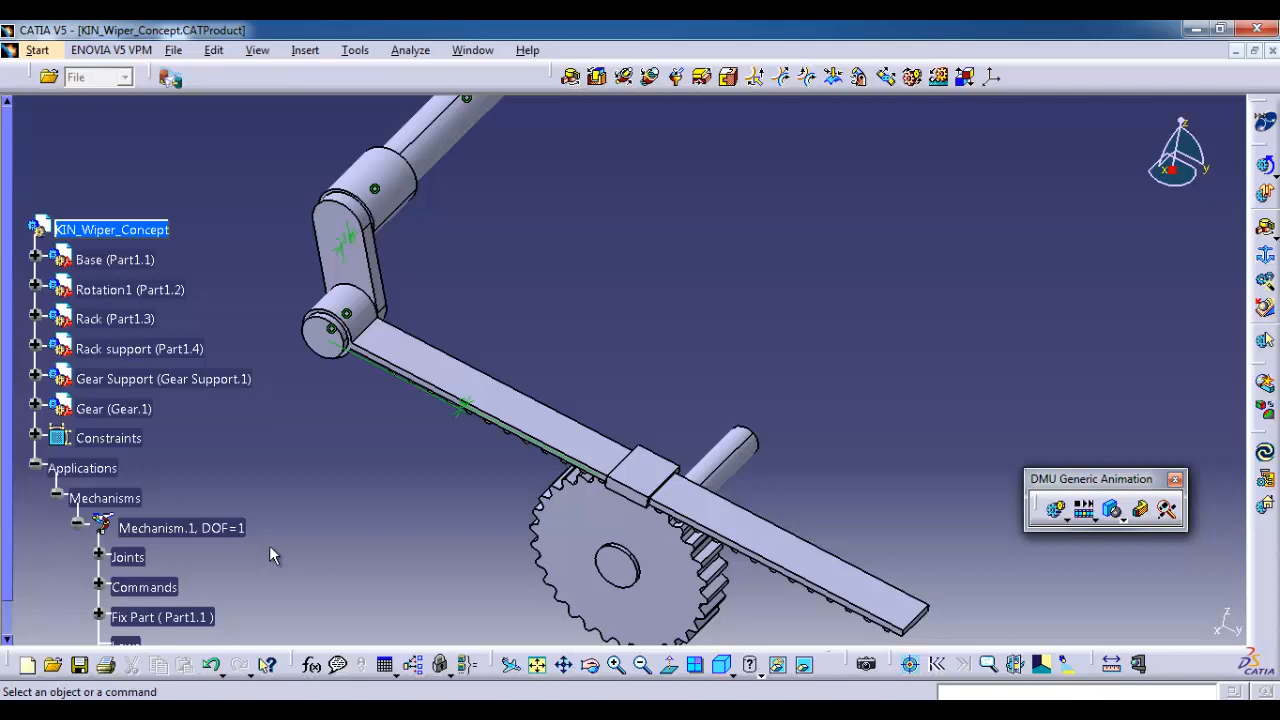 CATIA V5 - [KIN_Wiper_Concept.CATProduct]
Start ENOVIA V5 VPM File Edit View Insert Tools Analyze Window Help
File
z
x
y
KIN_Wiper_Concept
Base (Part1.1)
Rotation1 (Part1.2)
Rack (Part1.3)
Rack support (Part1.4)
Gear Support (Gear Support.1)
Gear (Gear.1)
Constraints
Applications
Mechanisms
Mechanism.1, DOF=1
Joints
Commands
Fix Part ( Part1.1 )
DMU Generic Animation
z
x y
f(x)
CATIA
Select an object or a command